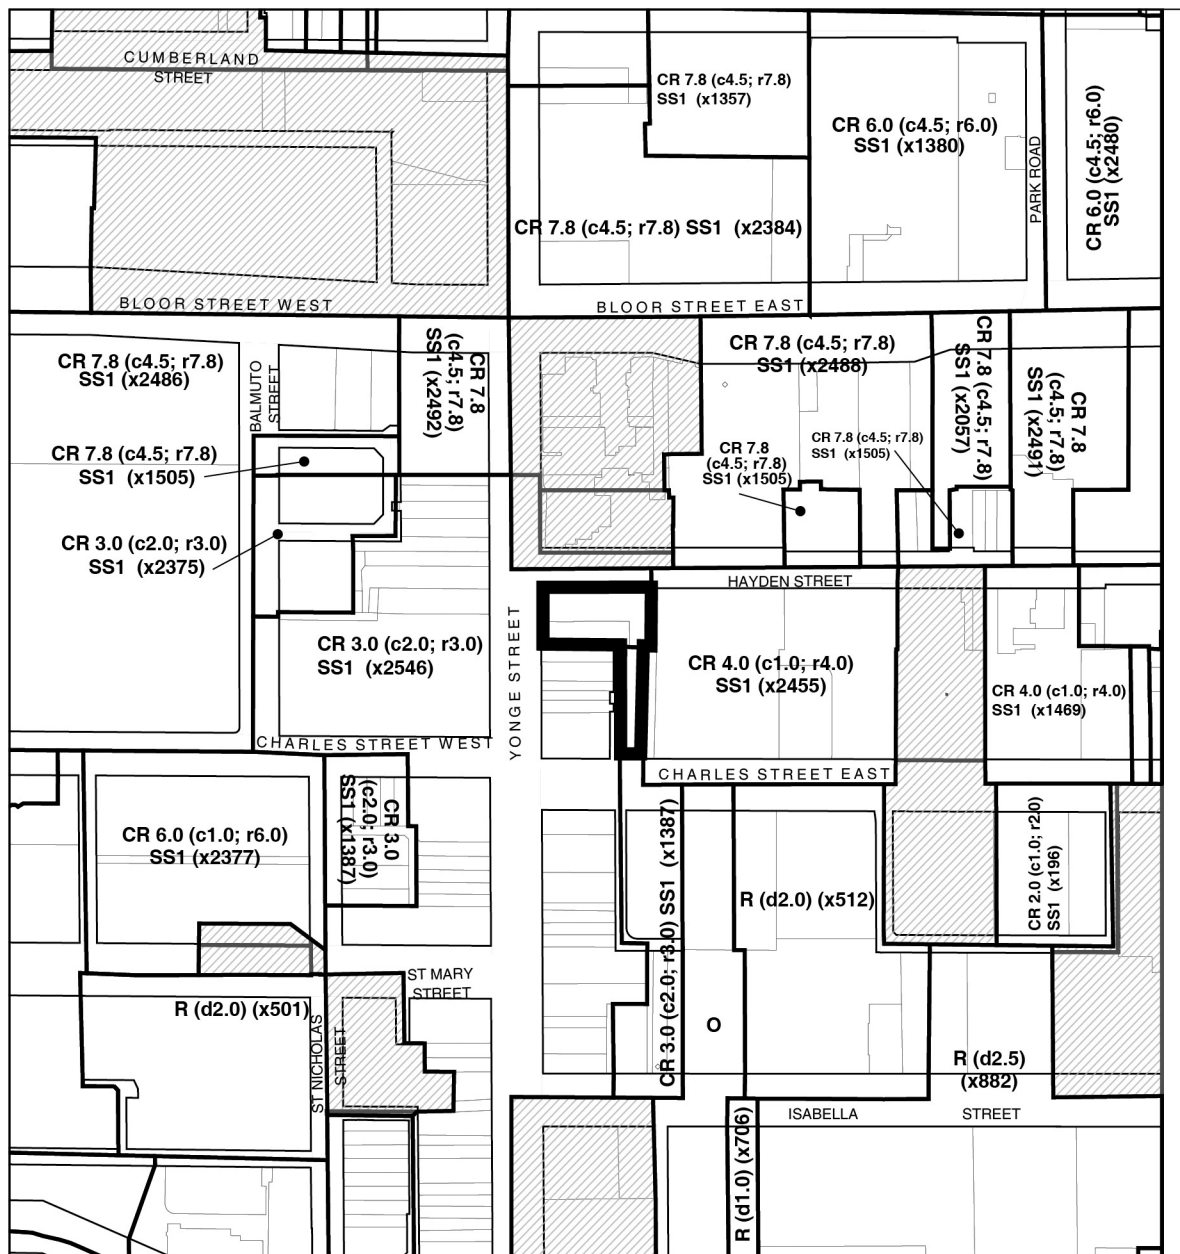 CUMBERLAND
STREET
CR 7.8 (c4.5; r7.8)
SS1 (x1357)
CR 6.0 (c4.5; r6.0)
SS1 (x1380)
PARK ROAD
CR 6.0 (c4.5; r6.0)
SS1 (x2480)
CR 7.8 (c4.5; r7.8) SS1 (x2384)
BLOOR STREET WEST
BLOOR STREET EAST
CR 7.8 (c4.5; r7.8)
SS1 (x2486)
BALMUTO
STREET
CR 7.8
(c4.5; r7.8)
SS1 (x2492)
CR 7.8 (c4.5; r7.8)
SS1 (x2488)
CR 7.8 (c4.5; r7.8)
SS1 (x2057)
CR 7.8
(c4.5; r7.8)
SS1 (x2491)
CR 7.8 (c4.5; r7.8)
SS1 (x1505)
CR 7.8
(c4.5; r7.8)
SS1 (x1505)
CR 7.8 (c4.5; r7.8)
SS1 (x1505)
CR 3.0 (c2.0; r3.0)
SS1 (x2375)
HAYDEN STREET
YONGE STREET
CR 3.0 (c2.0; r3.0)
SS1 (x2546)
CR 4.0 (c1.0; r4.0)
SS1 (x2455)
CR 4.0 (c1.0; r4.0)
SS1 (x1469)
CHARLES STREET WEST
CHARLES STREET EAST
CR 6.0 (c1.0; r6.0)
SS1 (x2377)
CR 3.0
(c2.0; r3.0)
SS1 (x1387)
CR 3.0 (c2.0; r3.0) SS1 (x1387)
R (d2.0) (x512)
CR 2.0 (c1.0; r2.0)
SS1 (x196)
ST MARY
STREET
R (d2.0) (x501)
ST NICHOLAS
STREET
O
R (d2.5)
(x882)
ISABELLA
STREET
R (d1.0) (x706)